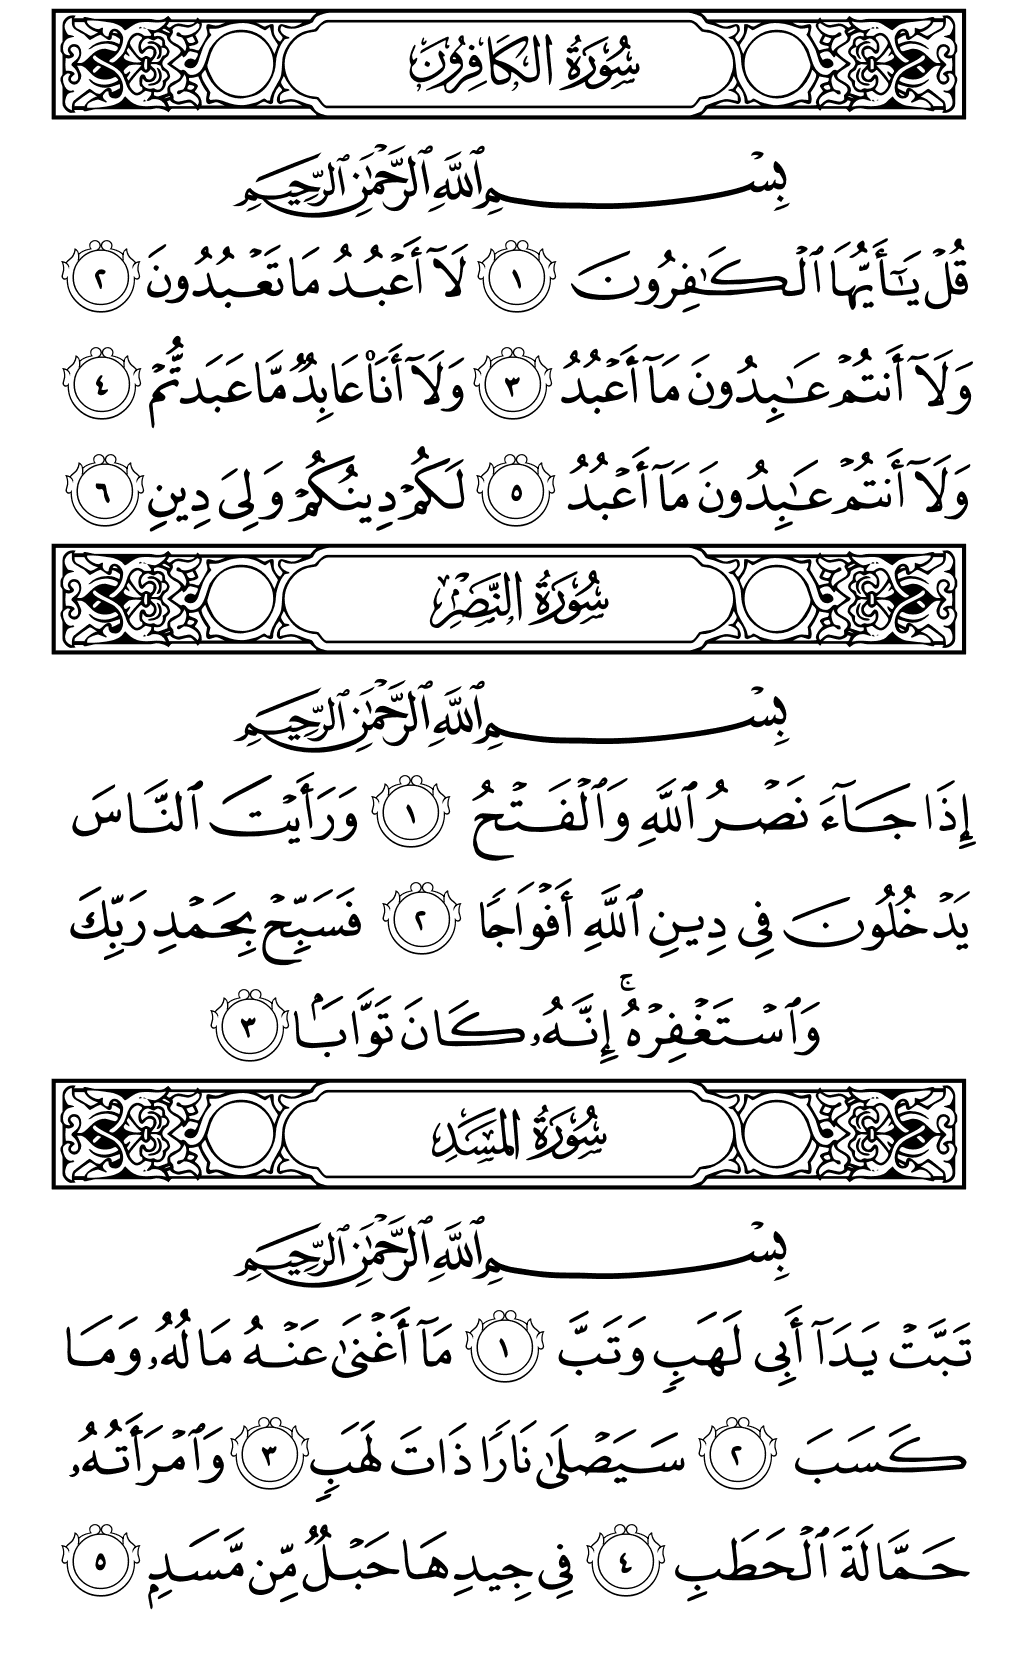 سُورَةُ الكَافِرُونَ
بِسْمِ ٱللَّهِ ٱلرَّحْمَٰنِ ٱلرَّحِيمِ
قُلْ يَٰٓأَيُّهَا ٱلْكَٰفِرُونَ ١ لَآ أَعْبُدُ مَا تَعْبُدُونَ ٢
وَلَآ أَنتُمْ عَٰبِدُونَ مَآ أَعْبُدُ ٣ وَلَآ أَنَا۠ عَابِدٌ مَّا عَبَدتُّمْ ٤
وَلَآ أَنتُمْ عَٰبِدُونَ مَآ أَعْبُدُ ٥ لَكُمْ دِينُكُمْ وَلِىَ دِينِ ٦
سُورَةُ النَّصْرِ
بِسْمِ ٱللَّهِ ٱلرَّحْمَٰنِ ٱلرَّحِيمِ
إِذَا جَآءَ نَصْرُ ٱللَّهِ وَٱلْفَتْحُ ١ وَرَأَيْتَ ٱلنَّاسَ
يَدْخُلُونَ فِى دِينِ ٱللَّهِ أَفْوَاجًا ٢ فَسَبِّحْ بِحَمْدِ رَبِّكَ
وَٱسْتَغْفِرْهُ ۚ إِنَّهُۥ كَانَ تَوَّابَۢا ٣
سُورَةُ المَسَدِ
بِسْمِ ٱللَّهِ ٱلرَّحْمَٰنِ ٱلرَّحِيمِ
تَبَّتْ يَدَآ أَبِى لَهَبٍ وَتَبَّ ١ مَآ أَغْنَىٰ عَنْهُ مَالُهُۥ وَمَا
كَسَبَ ٢ سَيَصْلَىٰ نَارًا ذَاتَ لَهَبٍ ٣ وَٱمْرَأَتُهُۥ
حَمَّالَةَ ٱلْحَطَبِ ٤ فِى جِيدِهَا حَبْلٌ مِّن مَّسَدٍۭ ٥